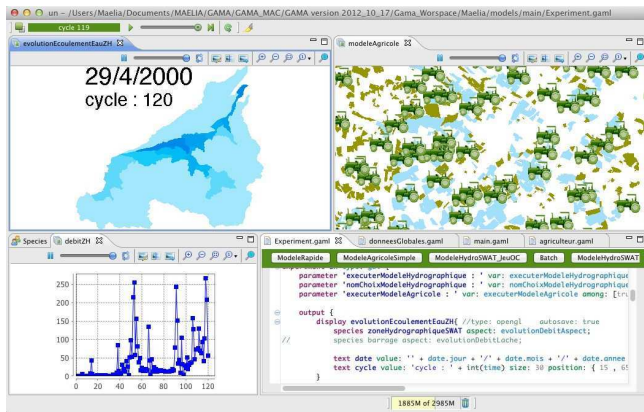 un - /Users/Maelia/Documents/MAELIA/GAMA/GAMA_MAC/GAMA version 2012_10_17/Gama_Worspace/Maelia/models/main/Experiment.gaml
cycle 119
evolutionEcoulementEauZH
modeleAgricole
29/4/2000
cycle : 120
Species
debitZH
Experiment.gaml
donneesGlobales.gaml
main.gaml
agriculteur.gaml
ModeleRapide
ModeleAgricoleSimple
ModeleHydroSWAT_JeuOC
Batch
ModeleHydroSWAT
parameter 'executerModeleHydrographique : ' var: executerModeleHydrographique
parameter 'nomChoixModeleHydrographique : ' var: nomChoixModeleHydrographique
parameter 'executerModeleAgricole : ' var: executerModeleAgricole among: [tru
output {
display evolutionEcoulementEauZH{ //type: opengl autosave: true
species zoneHydrographiqueSWAT aspect: evolutionDebitAspect;
// species barrage aspect: evolutionDebitLache;
text date value: '' + date.jour + '/' + date.mois + '/' + date.annee
text cycle value: 'cycle : ' + int(time) size: 30 position: { 15 , 65
}
250
200
150
100
50
0
0 20 40 60 80 100 120
1885M of 2985M